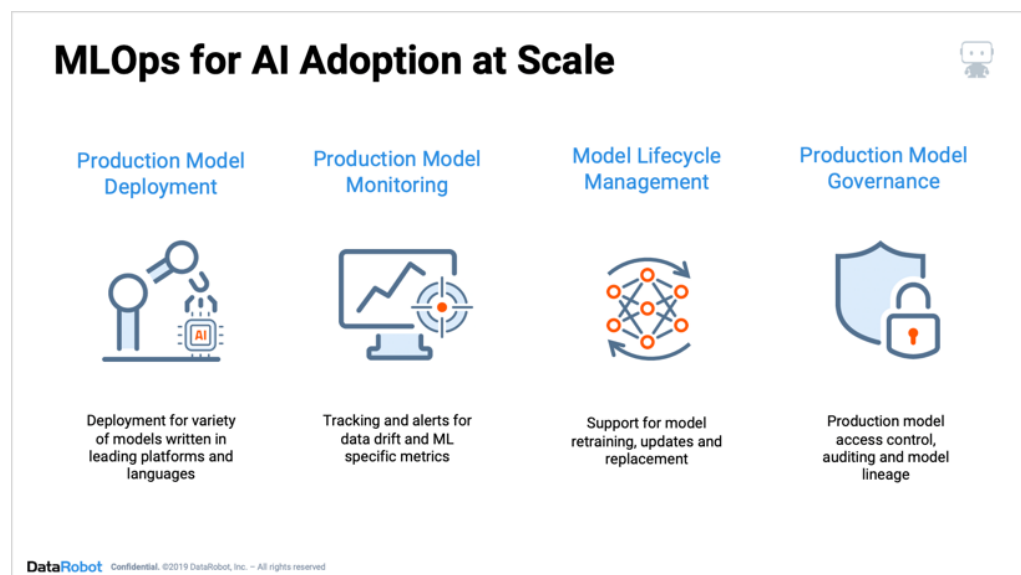 MLOps for AI Adoption at Scale
Production Model
Deployment
Production Model
Monitoring
Model Lifecycle
Management
Production Model
Governance
AI
Deployment for variety
of models written in
leading platforms and
languages
Tracking and alerts for
data drift and ML
specific metrics
Support for model
retraining, updates and
replacement
Production model
access control,
auditing and model
lineage
DataRobot Confidential. ©2019 DataRobot, Inc. – All rights reserved